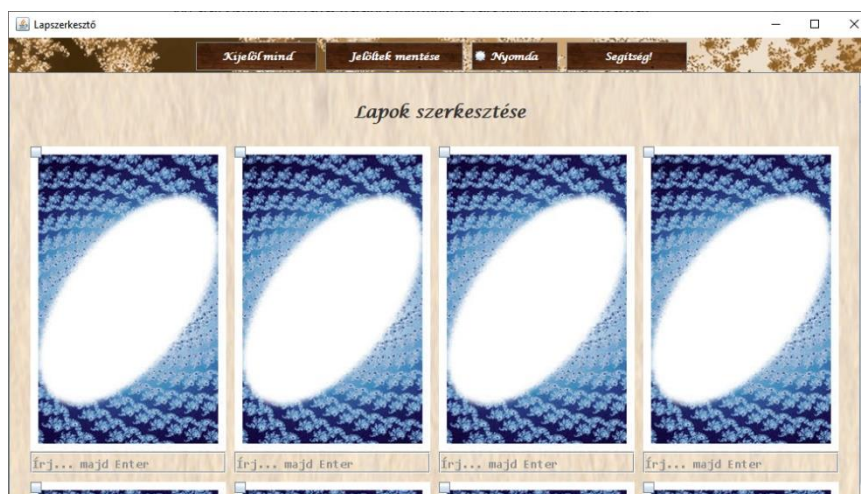 Lapszerkesztő
Kijelöl mind
Jelöltek mentése
Nyomda
Segítség!
Lapok szerkesztése
Írj... majd Enter
Írj... majd Enter
Írj... majd Enter
Írj... majd Enter